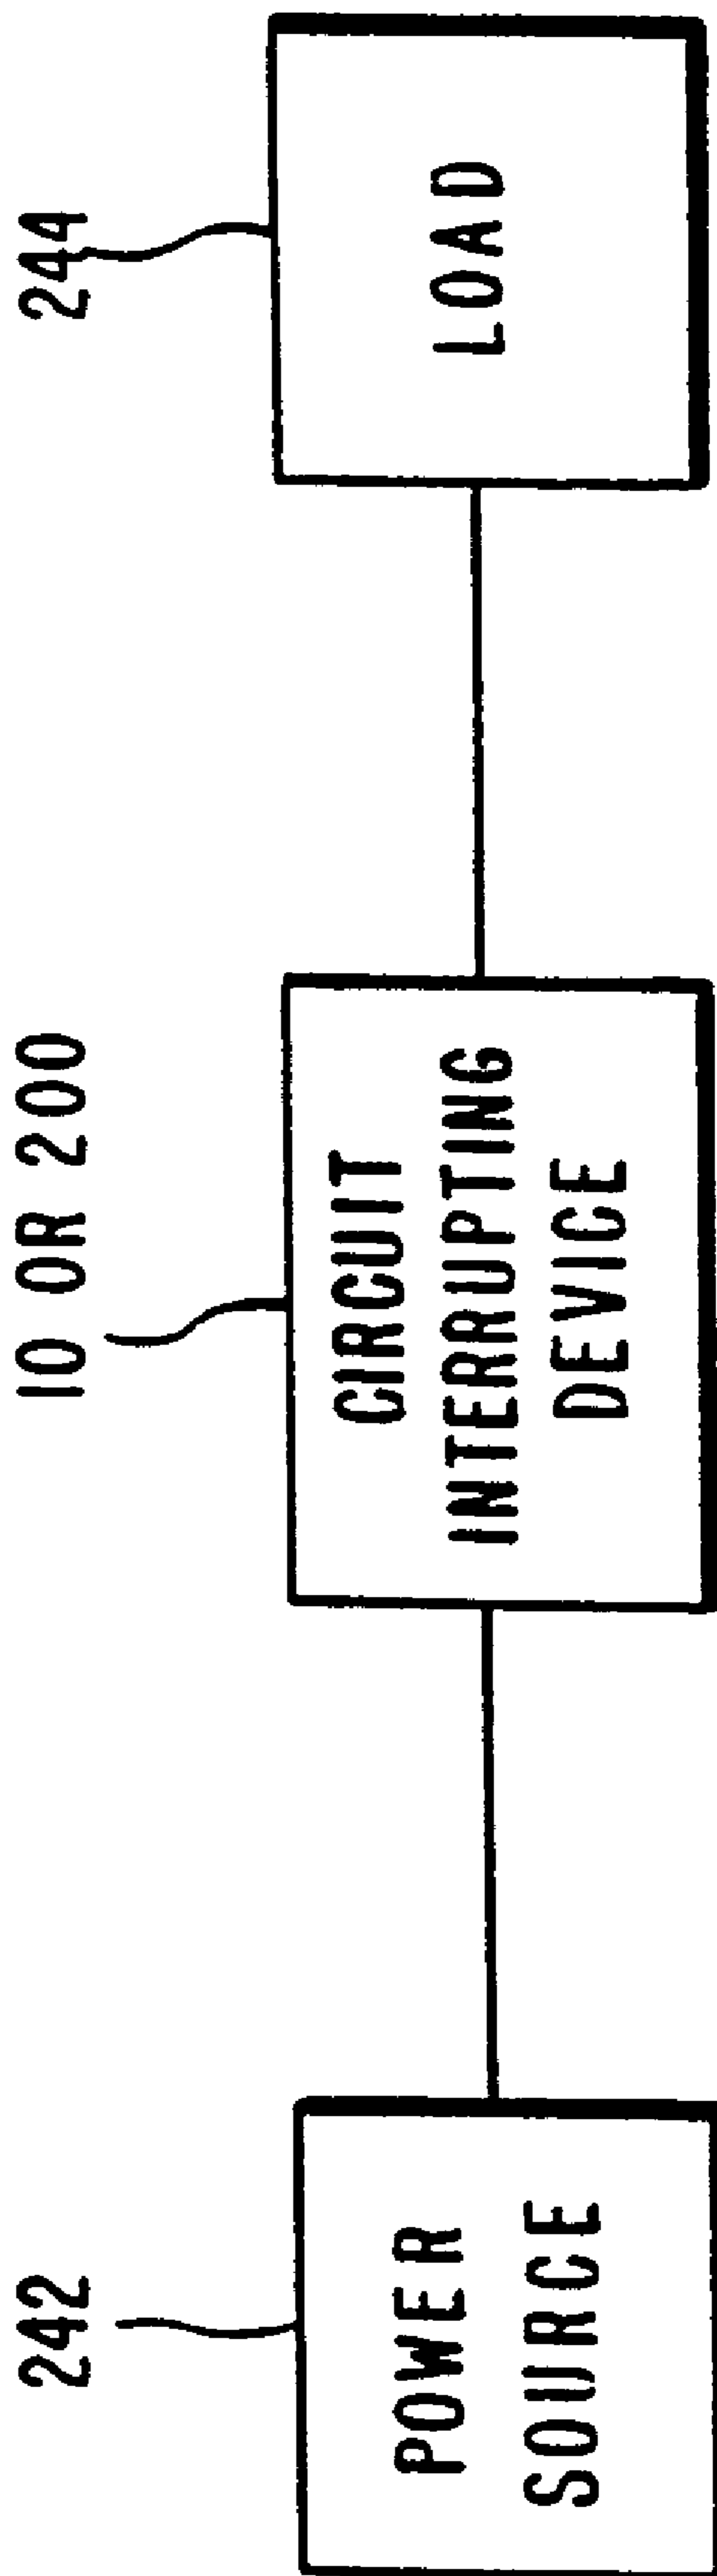 242
10 OR 200
244
POWER
SOURCE
CIRCUIT
INTERRUPTING
DEVICE
LOAD